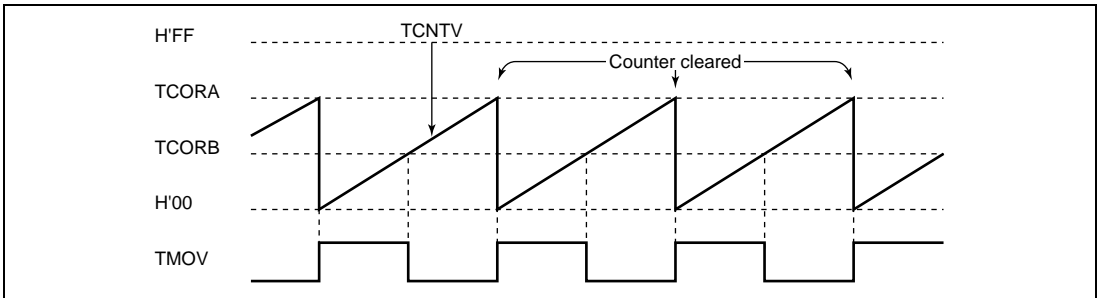 H'FF
TCNTV
Counter cleared
TCORA
TCORB
H'00
TMOV